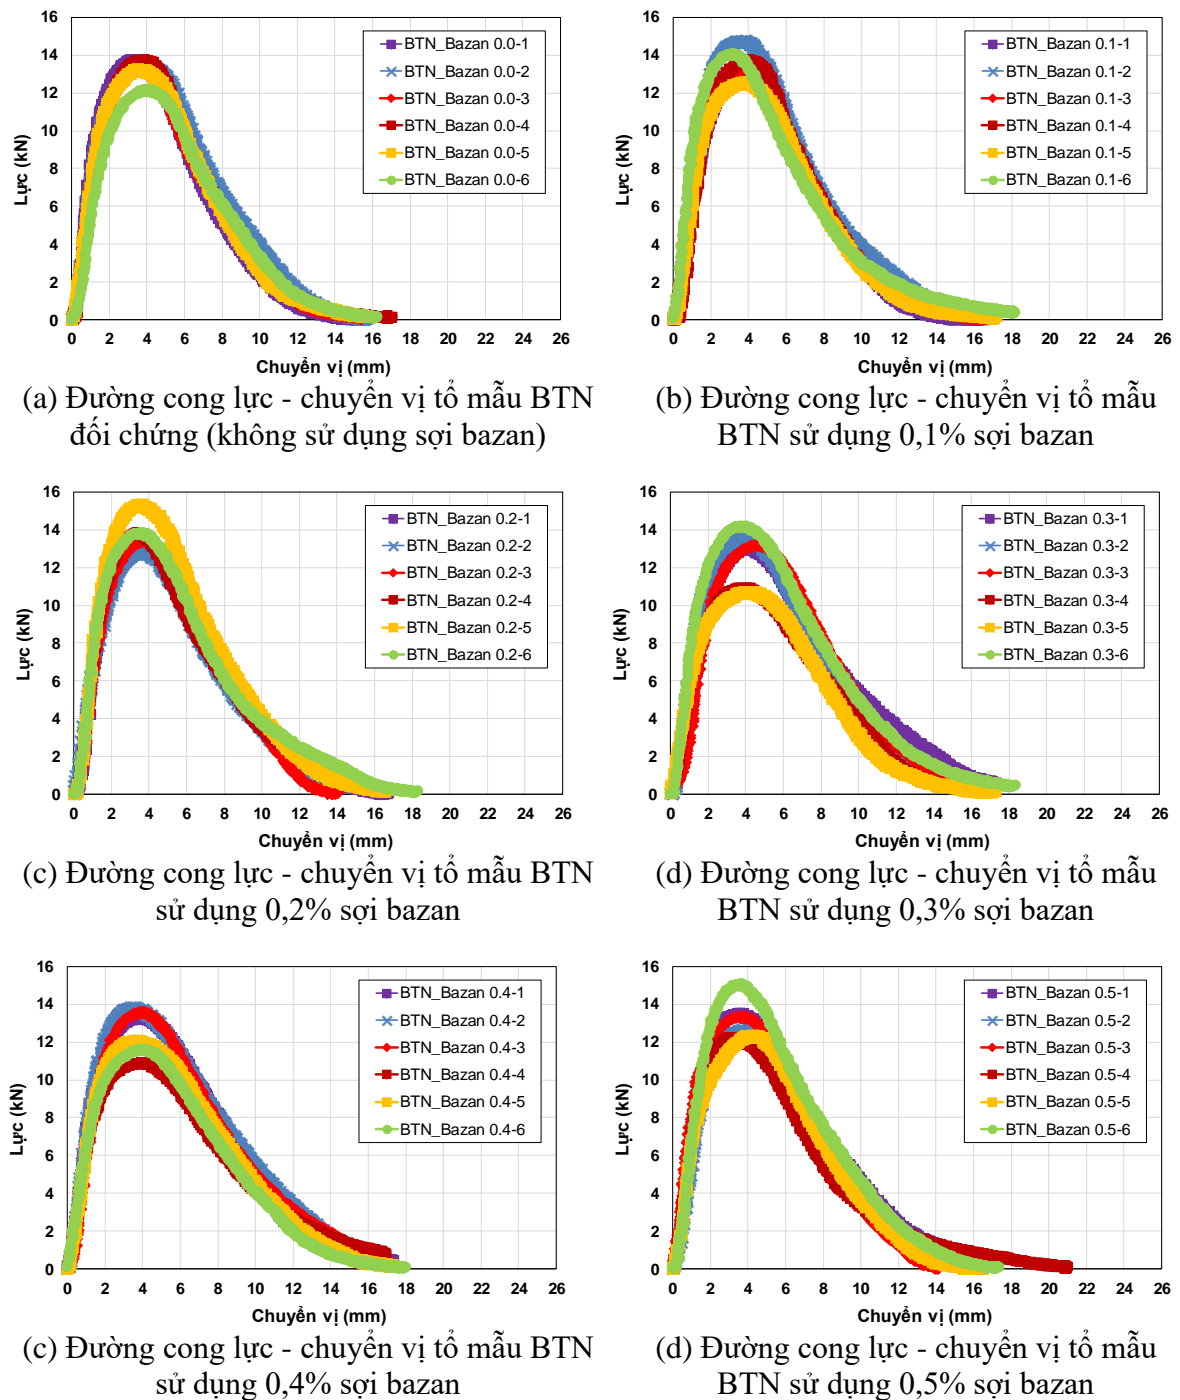 16
14
12
10
8
6
4
2
0
Lực (kN)
BTN_Bazan 0.0-1
BTN_Bazan 0.0-2
BTN_Bazan 0.0-3
BTN_Bazan 0.0-4
BTN_Bazan 0.0-5
BTN_Bazan 0.0-6
0 2 4 6 8 10 12 14 16 18 20 22 24 26
Chuyển vị (mm)
(a) Đường cong lực - chuyển vị tổ mẫu BTN
đối chứng (không sử dụng sợi bazan)
16
14
12
10
8
6
4
2
0
Lực (kN)
BTN_Bazan 0.1-1
BTN_Bazan 0.1-2
BTN_Bazan 0.1-3
BTN_Bazan 0.1-4
BTN_Bazan 0.1-5
BTN_Bazan 0.1-6
0 2 4 6 8 10 12 14 16 18 20 22 24 26
Chuyển vị (mm)
(b) Đường cong lực - chuyển vị tổ mẫu
BTN sử dụng 0,1% sợi bazan
16
14
12
10
8
6
4
2
0
Lực (kN)
BTN_Bazan 0.2-1
BTN_Bazan 0.2-2
BTN_Bazan 0.2-3
BTN_Bazan 0.2-4
BTN_Bazan 0.2-5
BTN_Bazan 0.2-6
0 2 4 6 8 10 12 14 16 18 20 22 24 26
Chuyển vị (mm)
(c) Đường cong lực - chuyển vị tổ mẫu BTN
sử dụng 0,2% sợi bazan
16
14
12
10
8
6
4
2
0
Lực (kN)
BTN_Bazan 0.3-1
BTN_Bazan 0.3-2
BTN_Bazan 0.3-3
BTN_Bazan 0.3-4
BTN_Bazan 0.3-5
BTN_Bazan 0.3-6
0 2 4 6 8 10 12 14 16 18 20 22 24 26
Chuyển vị (mm)
(d) Đường cong lực - chuyển vị tổ mẫu
BTN sử dụng 0,3% sợi bazan
16
14
12
10
8
6
4
2
0
Lực (kN)
BTN_Bazan 0.4-1
BTN_Bazan 0.4-2
BTN_Bazan 0.4-3
BTN_Bazan 0.4-4
BTN_Bazan 0.4-5
BTN_Bazan 0.4-6
0 2 4 6 8 10 12 14 16 18 20 22 24 26
Chuyển vị (mm)
(c) Đường cong lực - chuyển vị tổ mẫu BTN
sử dụng 0,4% sợi bazan
16
14
12
10
8
6
4
2
0
Lực (kN)
BTN_Bazan 0.5-1
BTN_Bazan 0.5-2
BTN_Bazan 0.5-3
BTN_Bazan 0.5-4
BTN_Bazan 0.5-5
BTN_Bazan 0.5-6
0 2 4 6 8 10 12 14 16 18 20 22 24 26
Chuyển vị (mm)
(d) Đường cong lực - chuyển vị tổ mẫu
BTN sử dụng 0,5% sợi bazan